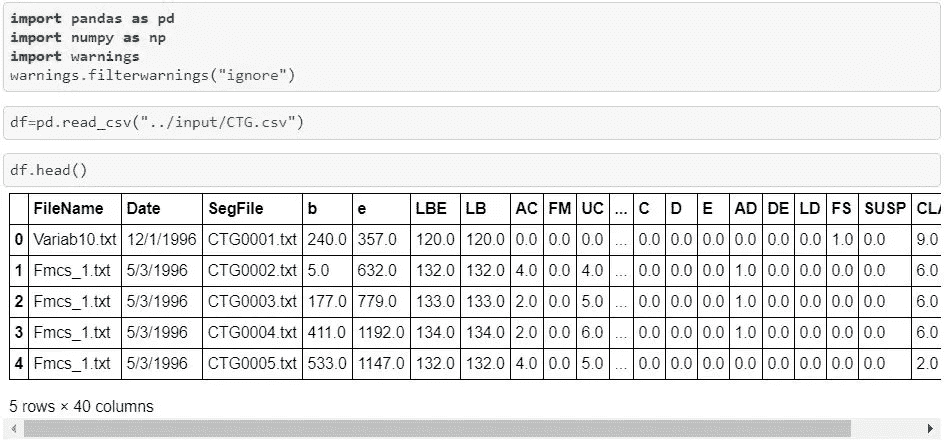 import pandas as pd
import numpy as np
import warnings
warnings.filterwarnings("ignore")
df=pd.read_csv("../input/CTG.csv")
df.head()
FileName Date SegFile b e LBE LB AC FM UC ... C D E AD DE LD FS SUSP CLA
0 Variab10.txt 12/1/1996 CTG0001.txt 240.0 357.0 120.0 120.0 0.0 0.0 0.0 ... 0.0 0.0 0.0 0.0 0.0 0.0 1.0 0.0 9.0
1 Fmcs_1.txt 5/3/1996 CTG0002.txt 5.0 632.0 132.0 132.0 4.0 0.0 4.0 ... 0.0 0.0 0.0 1.0 0.0 0.0 0.0 0.0 6.0
2 Fmcs_1.txt 5/3/1996 CTG0003.txt 177.0 779.0 133.0 133.0 2.0 0.0 5.0 ... 0.0 0.0 0.0 1.0 0.0 0.0 0.0 0.0 6.0
3 Fmcs_1.txt 5/3/1996 CTG0004.txt 411.0 1192.0 134.0 134.0 2.0 0.0 6.0 ... 0.0 0.0 0.0 1.0 0.0 0.0 0.0 0.0 6.0
4 Fmcs_1.txt 5/3/1996 CTG0005.txt 533.0 1147.0 132.0 132.0 4.0 0.0 5.0 ... 0.0 0.0 0.0 0.0 0.0 0.0 0.0 0.0 2.0
5 rows × 40 columns